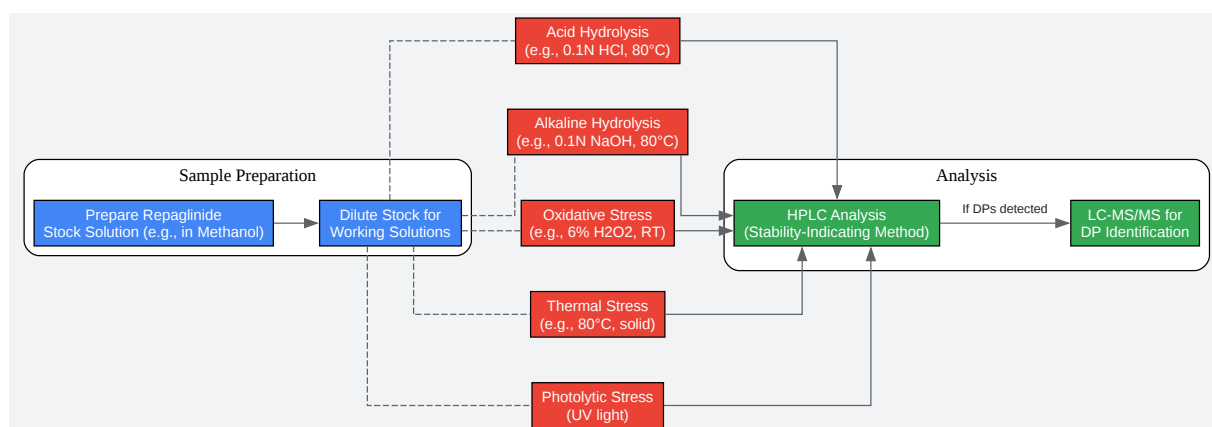 Acid Hydrolysis
(e.g., 0.1N HCl, 80°C)
Alkaline Hydrolysis
(e.g., 0.1N NaOH, 80°C)
Sample Preparation
Prepare Repaglinide
Stock Solution (e.g., in Methanol)
Dilute Stock for
Working Solutions
Oxidative Stress
(e.g., 6% H2O2, RT)
Thermal Stress
(e.g., 80°C, solid)
Photolytic Stress
(UV light)
Analysis
HPLC Analysis
(Stability-Indicating Method)
If DPs detected
LC-MS/MS for
DP Identification